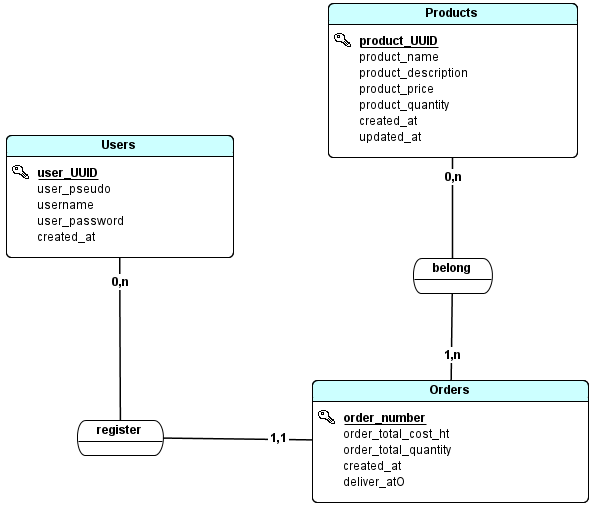 Products
product_UUID
product_name
product_description
product_price
product_quantity
created_at
updated_at
Users
user_UUID
user_pseudo
username
user_password
created_at
0,n
0,n
belong
1,n
register
1,1
Orders
order_number
order_total_cost_ht
order_total_quantity
created_at
deliver_atO